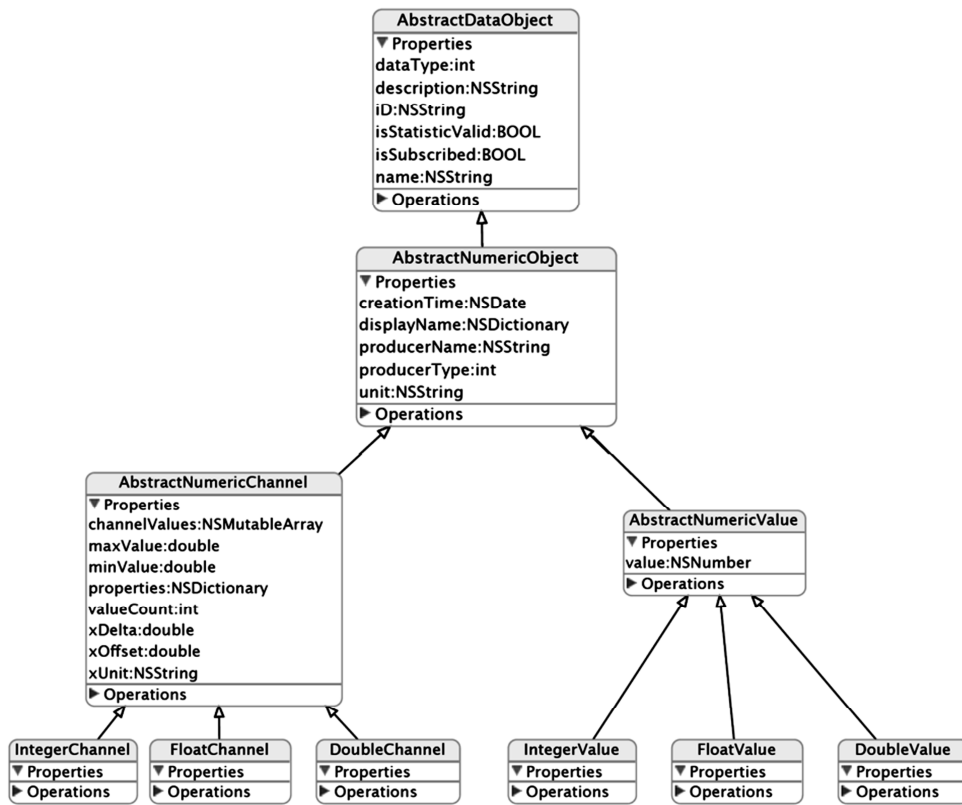 AbstractDataObject
Properties
dataType:int
description:NSString
iD:NSString
isStatisticValid:BOOL
isSubscribed:BOOL
name:NSString
Operations
AbstractNumericObject
Properties
creationTime:NSDate
displayName:NSDictionary
producerName:NSString
producerType:int
unit:NSString
Operations
AbstractNumericChannel
Properties
channelValues:NSMutableArray
maxValue:double
minValue:double
properties:NSDictionary
valueCount:int
xDelta:double
xOffset:double
xUnit:NSString
Operations
AbstractNumericValue
Properties
value:NSNumber
Operations
IntegerChannel
Properties
Operations
FloatChannel
Properties
Operations
DoubleChannel
Properties
Operations
IntegerValue
Properties
Operations
FloatValue
Properties
Operations
DoubleValue
Properties
Operations